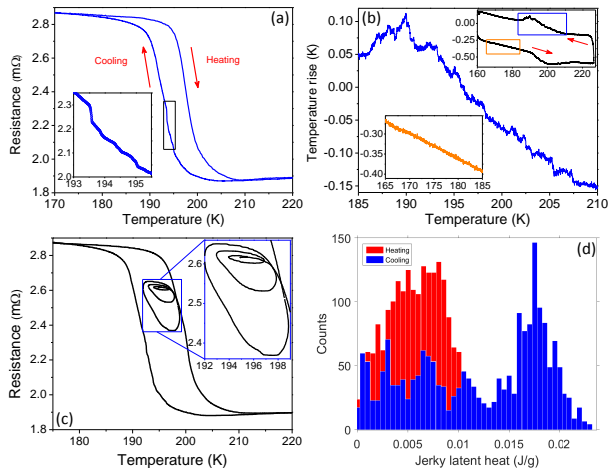 (a)
Cooling
Heating
Resistance (mΩ)
2.8
2.6
2.4
2.2
2.0
1.8
170 180 190 200 210 220
Temperature (K)
2.3
2.2
2.1
2.0
193 194 195
(b)
Temperature rise (K)
0.10
0.05
0.00
-0.05
-0.10
-0.15
185 190 195 200 205 210
Temperature (K)
0.00
-0.25
-0.50
160 180 200 220
-0.30
-0.35
-0.40
165 170 175 180 185
(c)
Resistance (mΩ)
2.8
2.6
2.4
2.2
2.0
1.8
180 190 200 210 220
Temperature (K)
2.6
2.5
2.4
192 194 196 198
(d)
Heating
Cooling
Counts
150
100
50
0
0 0.005 0.01 0.015 0.02
Jerky latent heat (J/g)